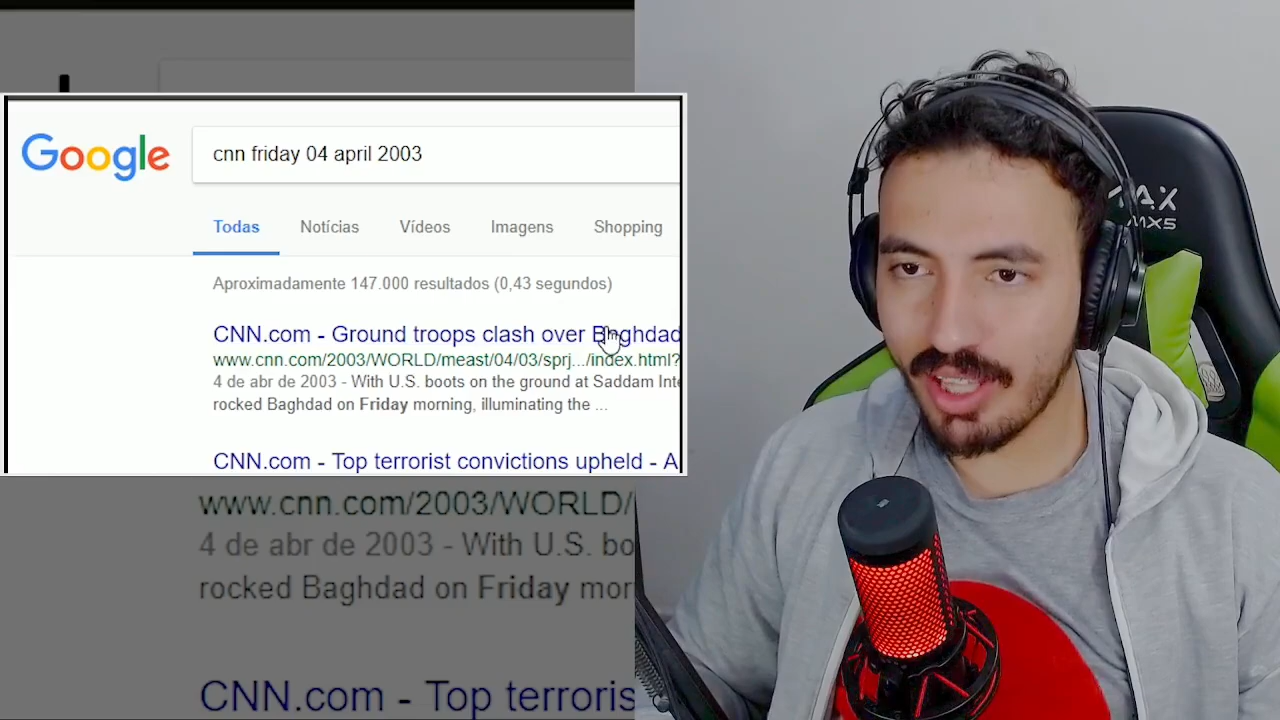 Google
cnn friday 04 april 2003
Todas Notícias Vídeos Imagens Shopping
Aproximadamente 147.000 resultados (0,43 segundos)
CNN.com - Ground troops clash over Baghdad
www.cnn.com/2003/WORLD/meast/04/03/sprj.../index.html?
4 de abr de 2003 - With U.S. boots on the ground at Saddam Inte
rocked Baghdad on Friday morning, illuminating the ...
CNN.com - Top terrorist convictions upheld - A
www.cnn.com/2003/WORLD/
4 de abr de 2003 - With U.S. bo
rocked Baghdad on Friday mor
CNN.com - Top terroris
MX5